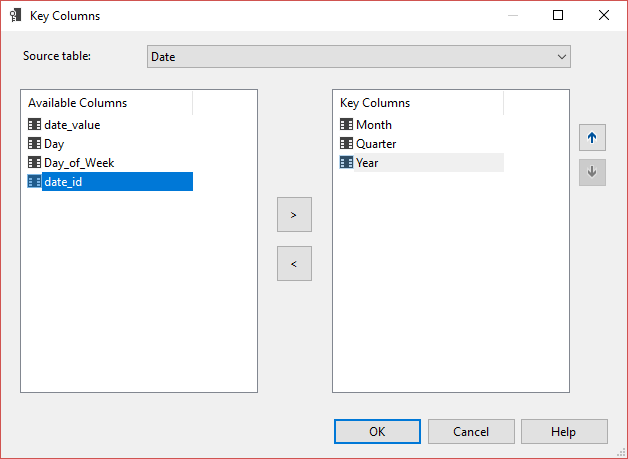 Key Columns
Source table: Date
Available Columns
date_value
Day
Day_of_Week
date_id
>
<
Key Columns
Month
Quarter
Year
OK Cancel Help